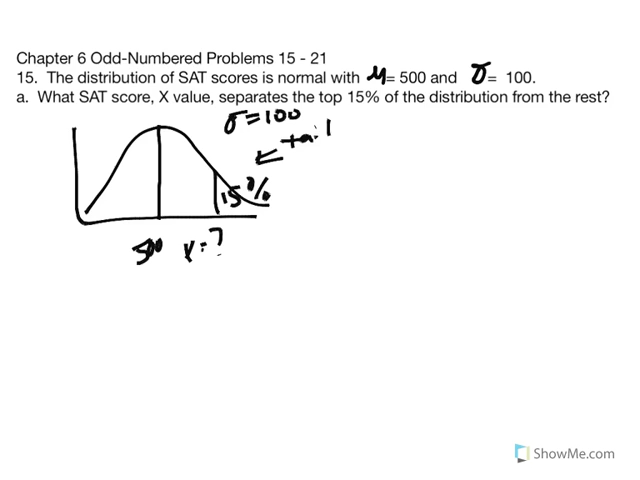 Chapter 6 Odd-Numbered Problems 15 - 21
15. The distribution of SAT scores is normal with μ = 500 and σ = 100.
a. What SAT score, X value, separates the top 15% of the distribution from the rest?
σ = 100
tail
15%
500 X = ?
ShowMe.com